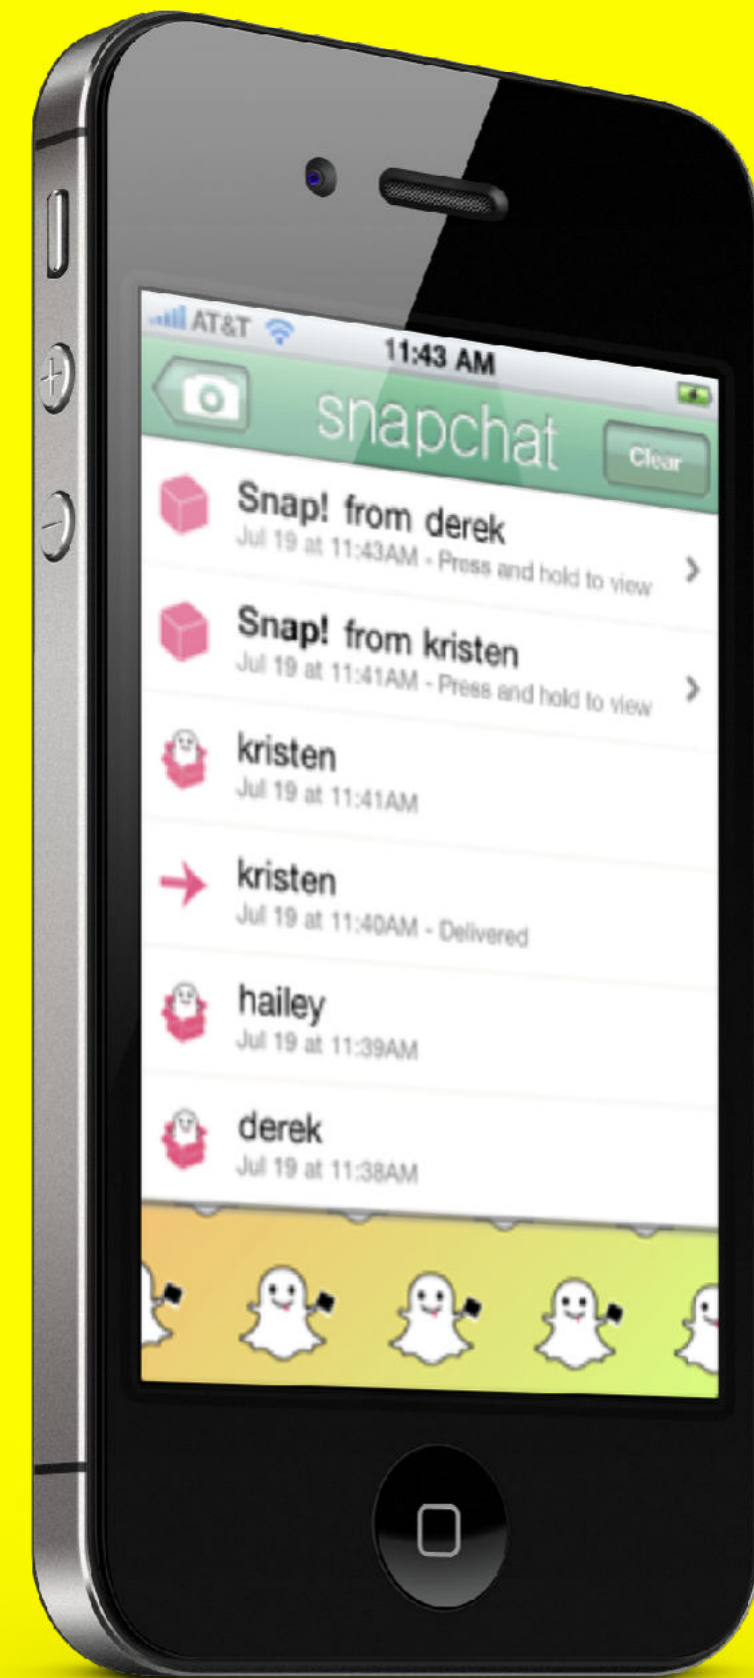 AT&T
11:43 AM
snapchat
Clear
Snap! from derek
Jul 19 at 11:43AM - Press and hold to view
Snap! from kristen
Jul 19 at 11:41AM - Press and hold to view
kristen
Jul 19 at 11:41AM
kristen
Jul 19 at 11:40AM - Delivered
hailey
Jul 19 at 11:39AM
derek
Jul 19 at 11:38AM